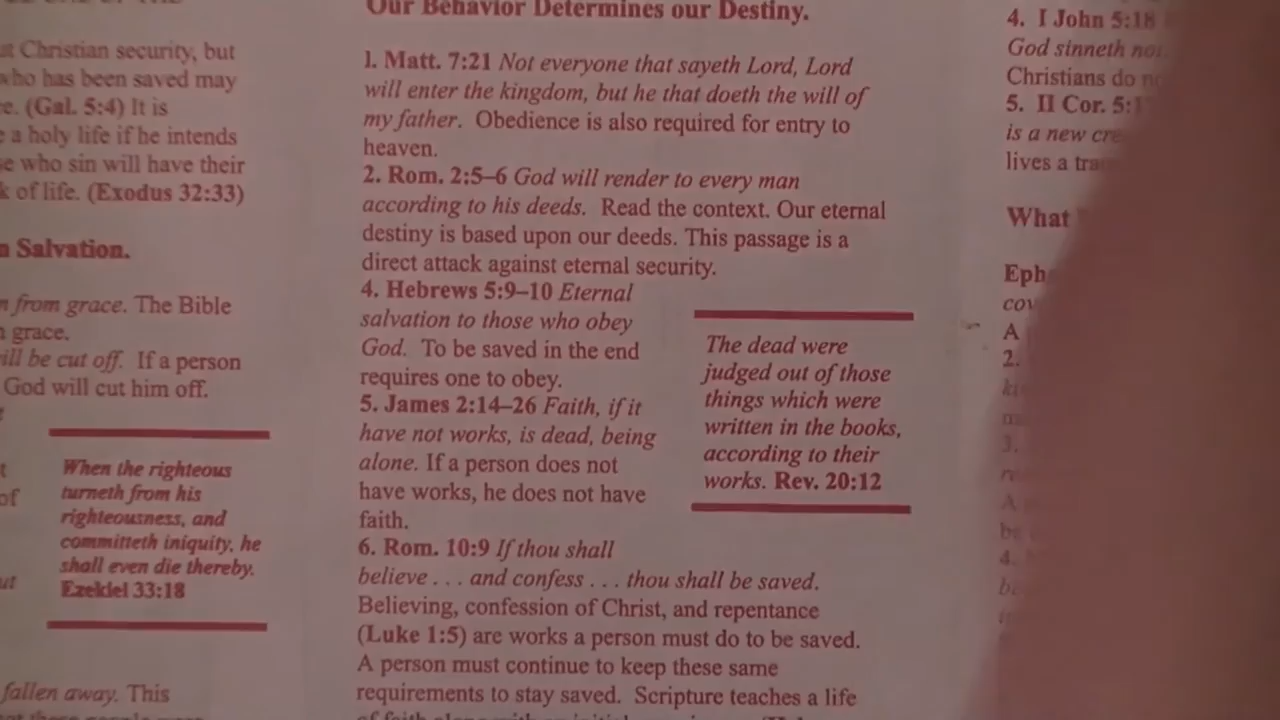 t Christian security, but
who has been saved may
(Gal. 5:4) It is
a holy life if he intends
who sin will have their
of life. (Exodus 32:33)
Salvation.
from grace. The Bible
grace.
will be cut off. If a person
God will cut him off.
of
When the righteous
turneth from his
righteousness, and
committeth iniquity, he
shall even die thereby.
Ezekiel 33:18
fallen away. This
Our Behavior Determines our Destiny.
1. Matt. 7:21 Not everyone that sayeth Lord, Lord
will enter the kingdom, but he that doeth the will of
my father. Obedience is also required for entry to
heaven.
2. Rom. 2:5–6 God will render to every man
according to his deeds. Read the context. Our eternal
destiny is based upon our deeds. This passage is a
direct attack against eternal security.
4. Hebrews 5:9–10 Eternal
salvation to those who obey
God. To be saved in the end
requires one to obey.
5. James 2:14–26 Faith, if it
have not works, is dead, being
alone. If a person does not
have works, he does not have
faith.
6. Rom. 10:9 If thou shall
believe . . . and confess . . . thou shall be saved.
Believing, confession of Christ, and repentance
(Luke 1:5) are works a person must do to be saved.
A person must continue to keep these same
requirements to stay saved. Scripture teaches a life
The dead were
judged out of those
things which were
written in the books,
according to their
works. Rev. 20:12
4. I John 5:18
God sinneth not
Christians do
5. II Cor. 5:1
is a new
lives a
What
Eph
A
2.
3.
A
4.